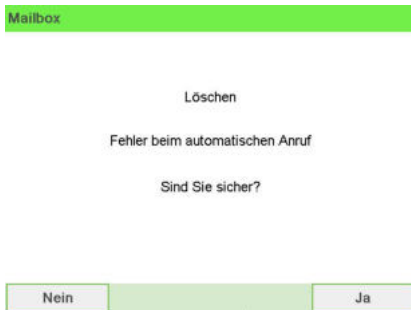 Mailbox
Löschen
Fehler beim automatischen Anruf
Sind Sie sicher?
Nein Ja